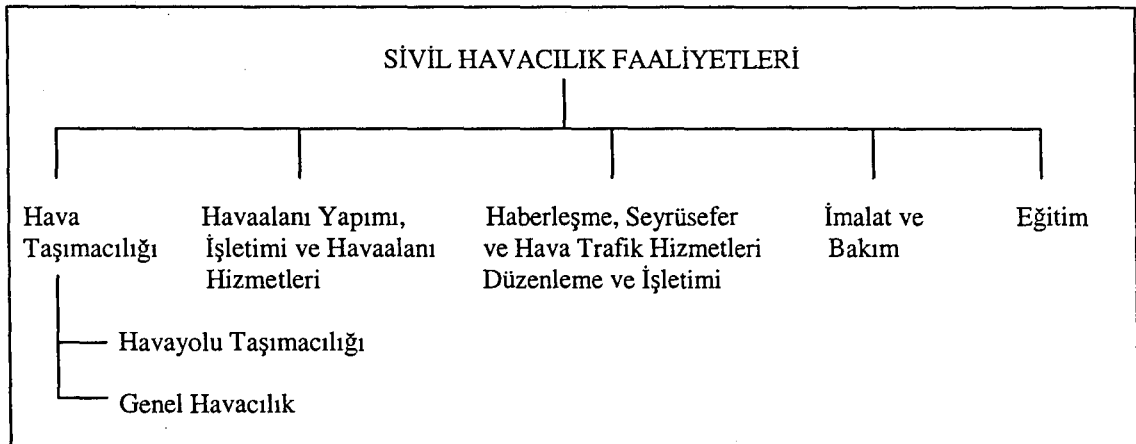 SİVİL HAVACILIK FAALİYETLERİ
Hava
Taşımacılığı
Havaalanı Yapımı,
İşletimi ve Havaalanı
Hizmetleri
Haberleşme, Seyrüsefer
ve Hava Trafik Hizmetleri
Düzenleme ve İşletimi
İmalat ve
Bakım
Eğitim
Havayolu Taşımacılığı
Genel Havacılık